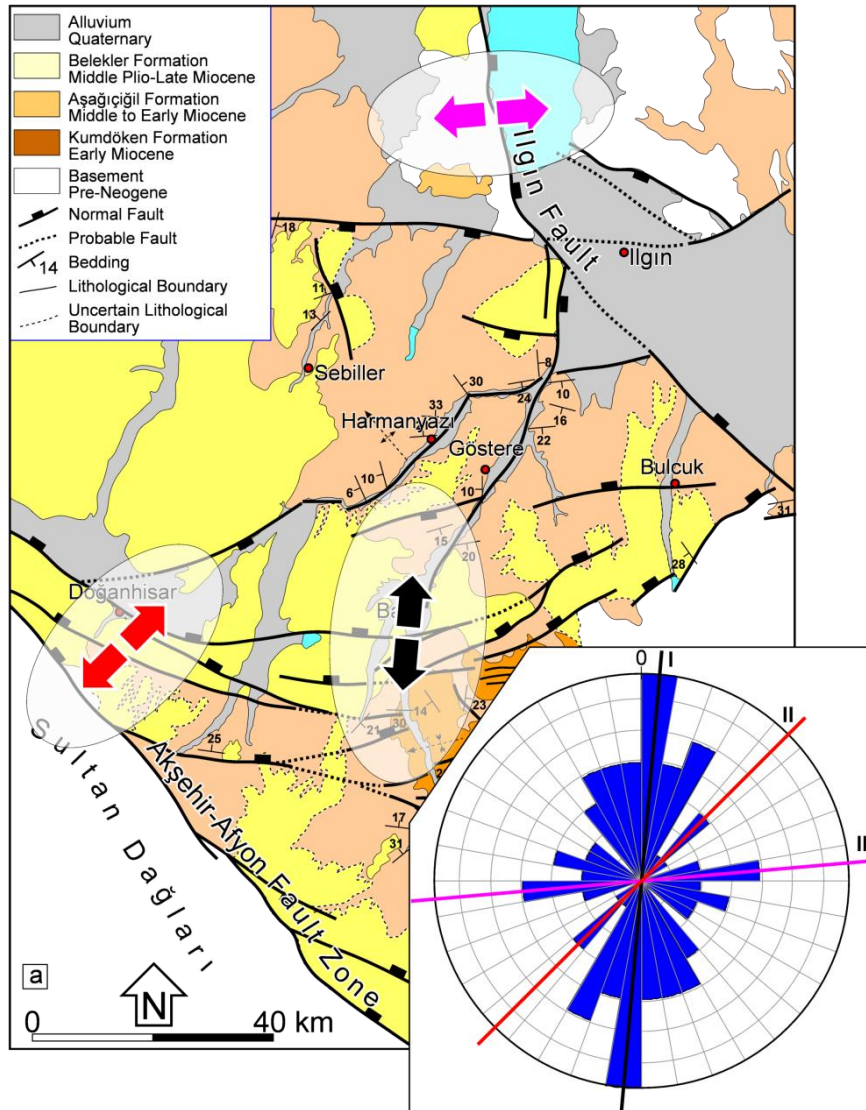 Alluvium
Quaternary
Belekler Formation
Middle Plio-Late Miocene
Aşağıçiğil Formation
Middle to Early Miocene
Kumdöken Formation
Early Miocene
Basement
Pre-Neogene
Normal Fault
Probable Fault
14
Bedding
Lithological Boundary
Uncertain Lithological
Boundary
Ilgın Fault
Ilgın
18
11
13
Sebiller
30
8
24
10
33
Harmanyazı
16
22
Göstere
Bulcuk
10
6
10
31
15
20
28
Doğanhisar
23
14
21
30
25
17
31
Sultan Dağları
Akşehir-Afyon Fault Zone
a
N
0
40 km
0
I
II
II